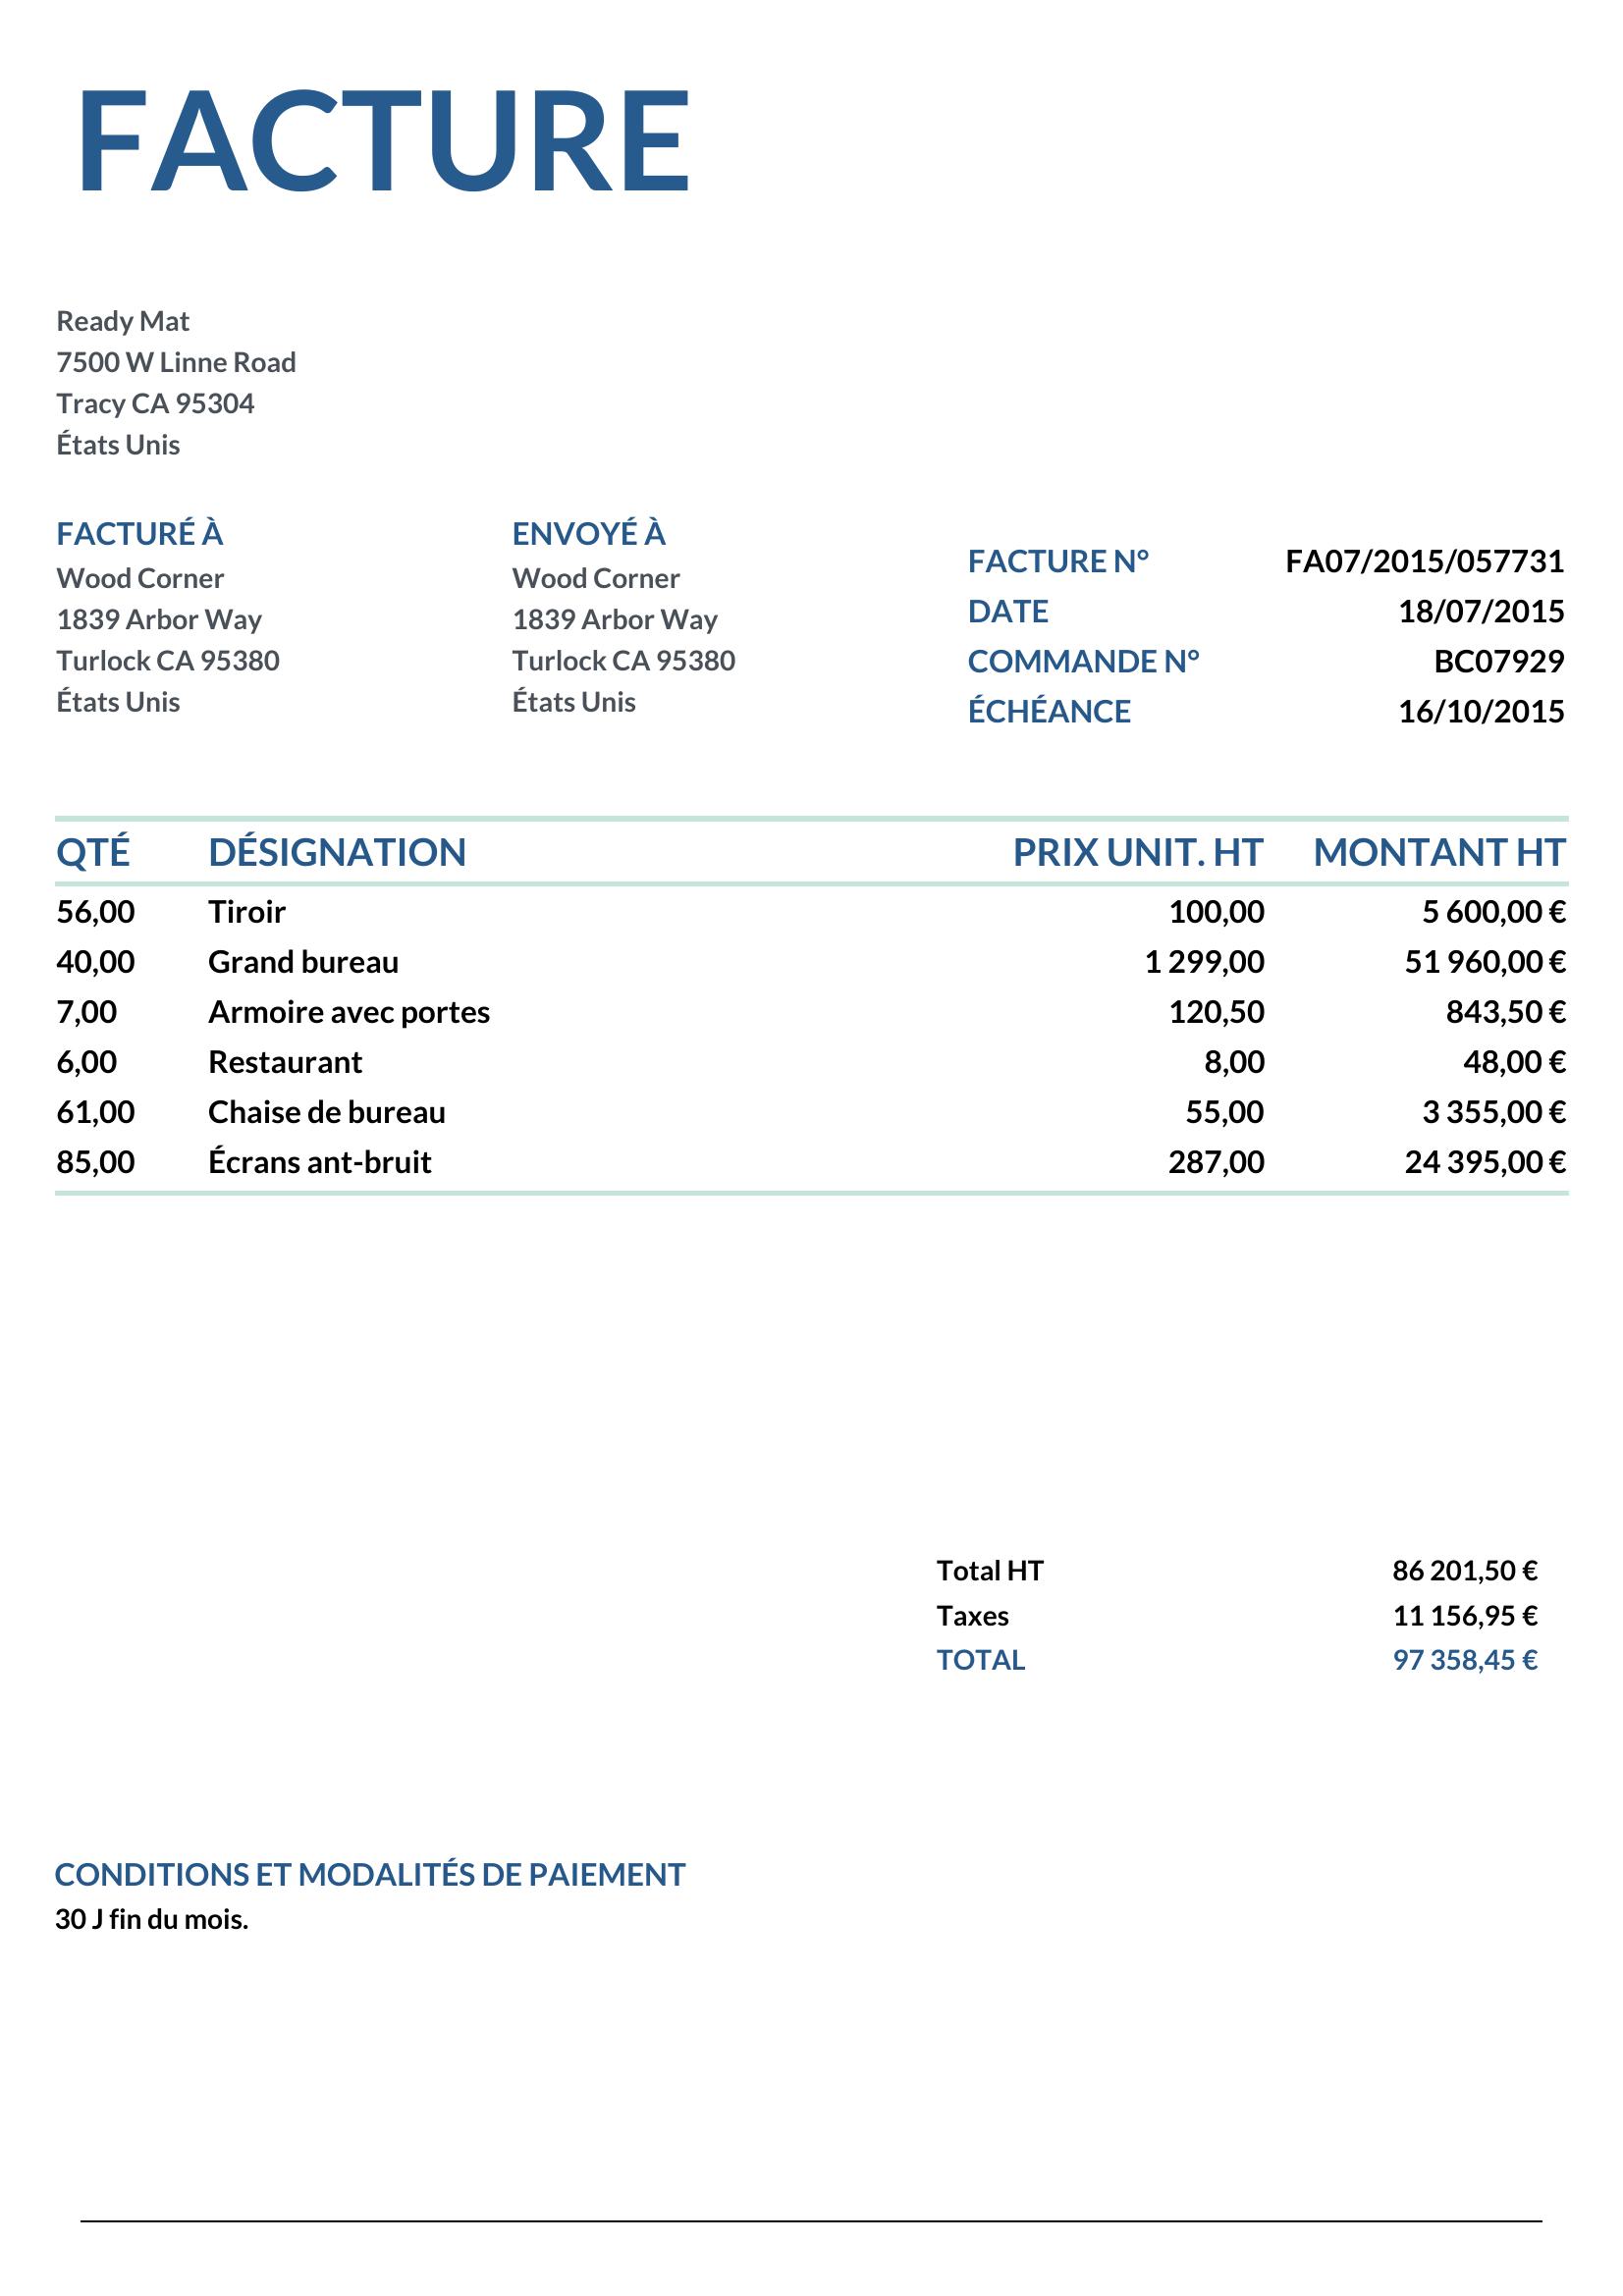 FACTURE
Ready Mat
7500 W Linne Road
Tracy CA 95304
États Unis
FACTURÉ À
Wood Corner
1839 Arbor Way
Turlock CA 95380
États Unis
ENVOYÉ À
Wood Corner
1839 Arbor Way
Turlock CA 95380
États Unis
FACTURE N° FA07/2015/057731
DATE 18/07/2015
COMMANDE N° BC07929
ÉCHÉANCE 16/10/2015
QTÉ DÉSIGNATION PRIX UNIT. HT MONTANT HT
56,00 Tiroir 100,00 5 600,00 €
40,00 Grand bureau 1 299,00 51 960,00 €
7,00 Armoire avec portes 120,50 843,50 €
6,00 Restaurant 8,00 48,00 €
61,00 Chaise de bureau 55,00 3 355,00 €
85,00 Écrans ant-bruit 287,00 24 395,00 €
Total HT 86 201,50 €
Taxes 11 156,95 €
TOTAL 97 358,45 €
CONDITIONS ET MODALITÉS DE PAIEMENT
30 J fin du mois.